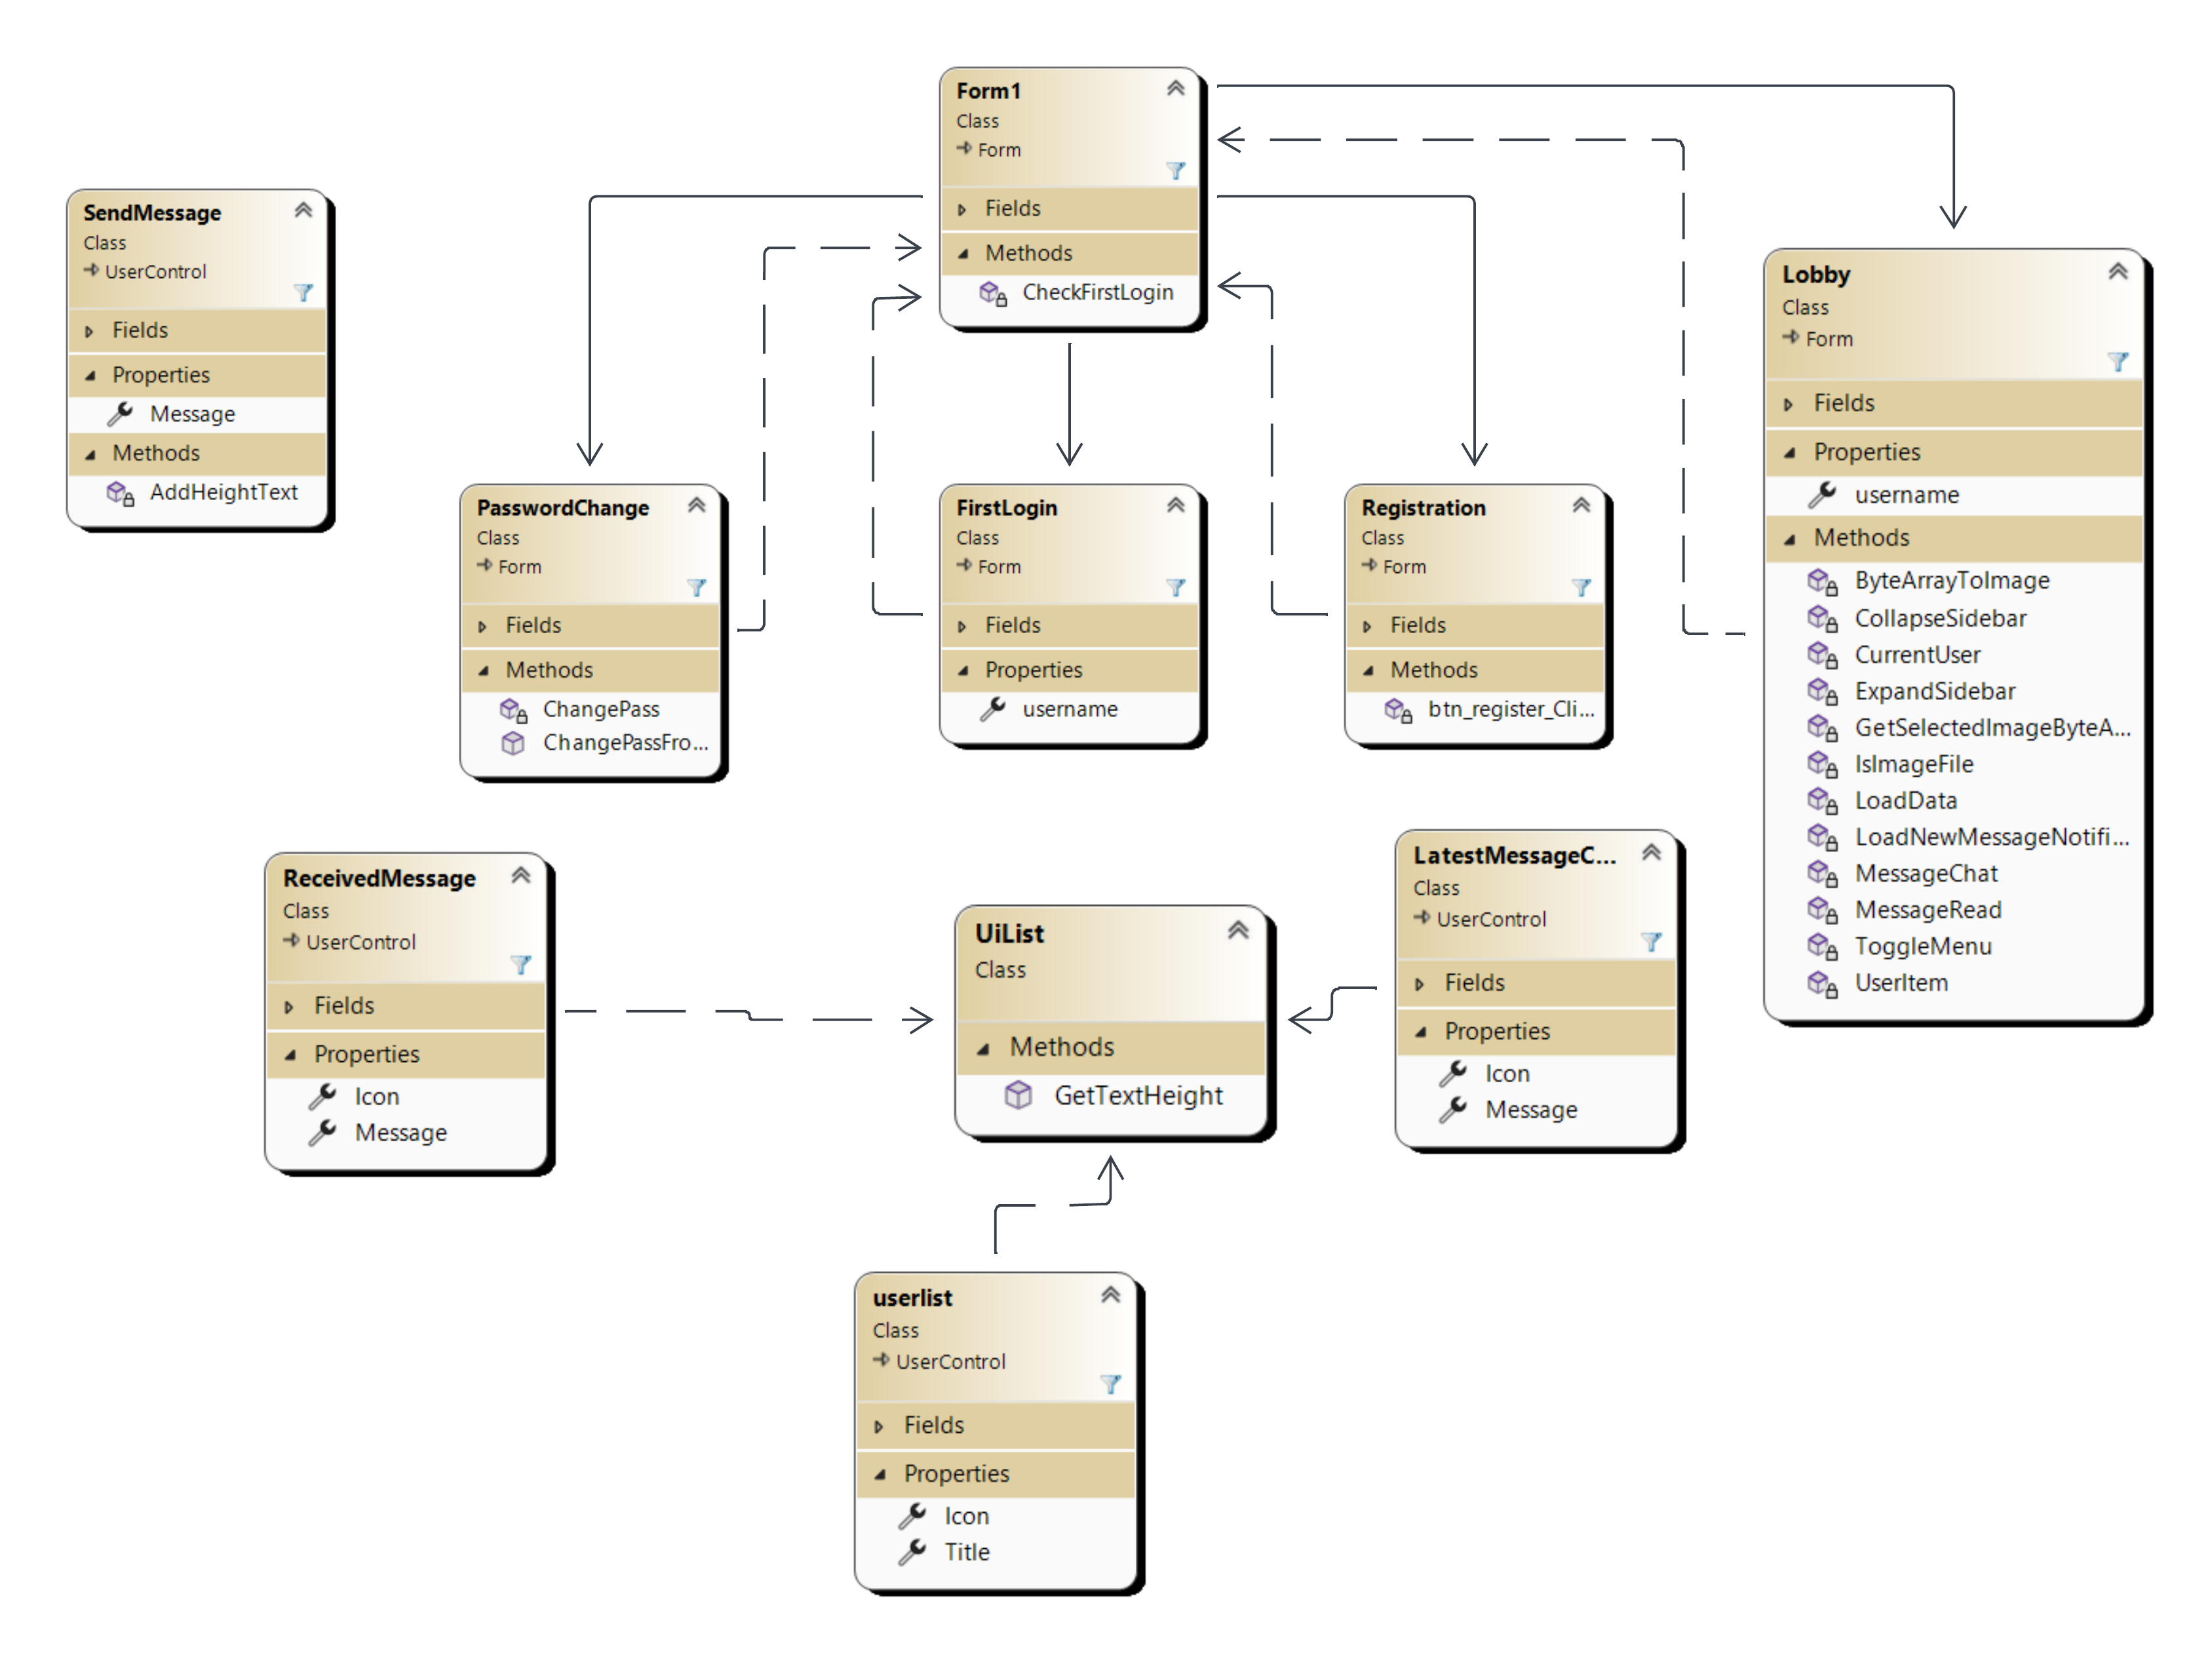 Form1
Class
Form
Fields
Methods
CheckFirstLogin
SendMessage
Class
UserControl
Fields
Properties
Message
Methods
AddHeightText
Lobby
Class
Form
Fields
Properties
username
Methods
ByteArrayToImage
CollapseSidebar
CurrentUser
ExpandSidebar
GetSelectedImageByteA...
IsImageFile
LoadData
LoadNewMessageNotifi...
MessageChat
MessageRead
ToggleMenu
UserItem
PasswordChange
Class
Form
Fields
Methods
ChangePass
ChangePassFro...
FirstLogin
Class
Form
Fields
Properties
username
Registration
Class
Form
Fields
Methods
btn_register_Cli...
ReceivedMessage
Class
UserControl
Fields
Properties
Icon
Message
UiList
Class
Methods
GetTextHeight
LatestMessageC...
Class
UserControl
Fields
Properties
Icon
Message
userlist
Class
UserControl
Fields
Properties
Icon
Title